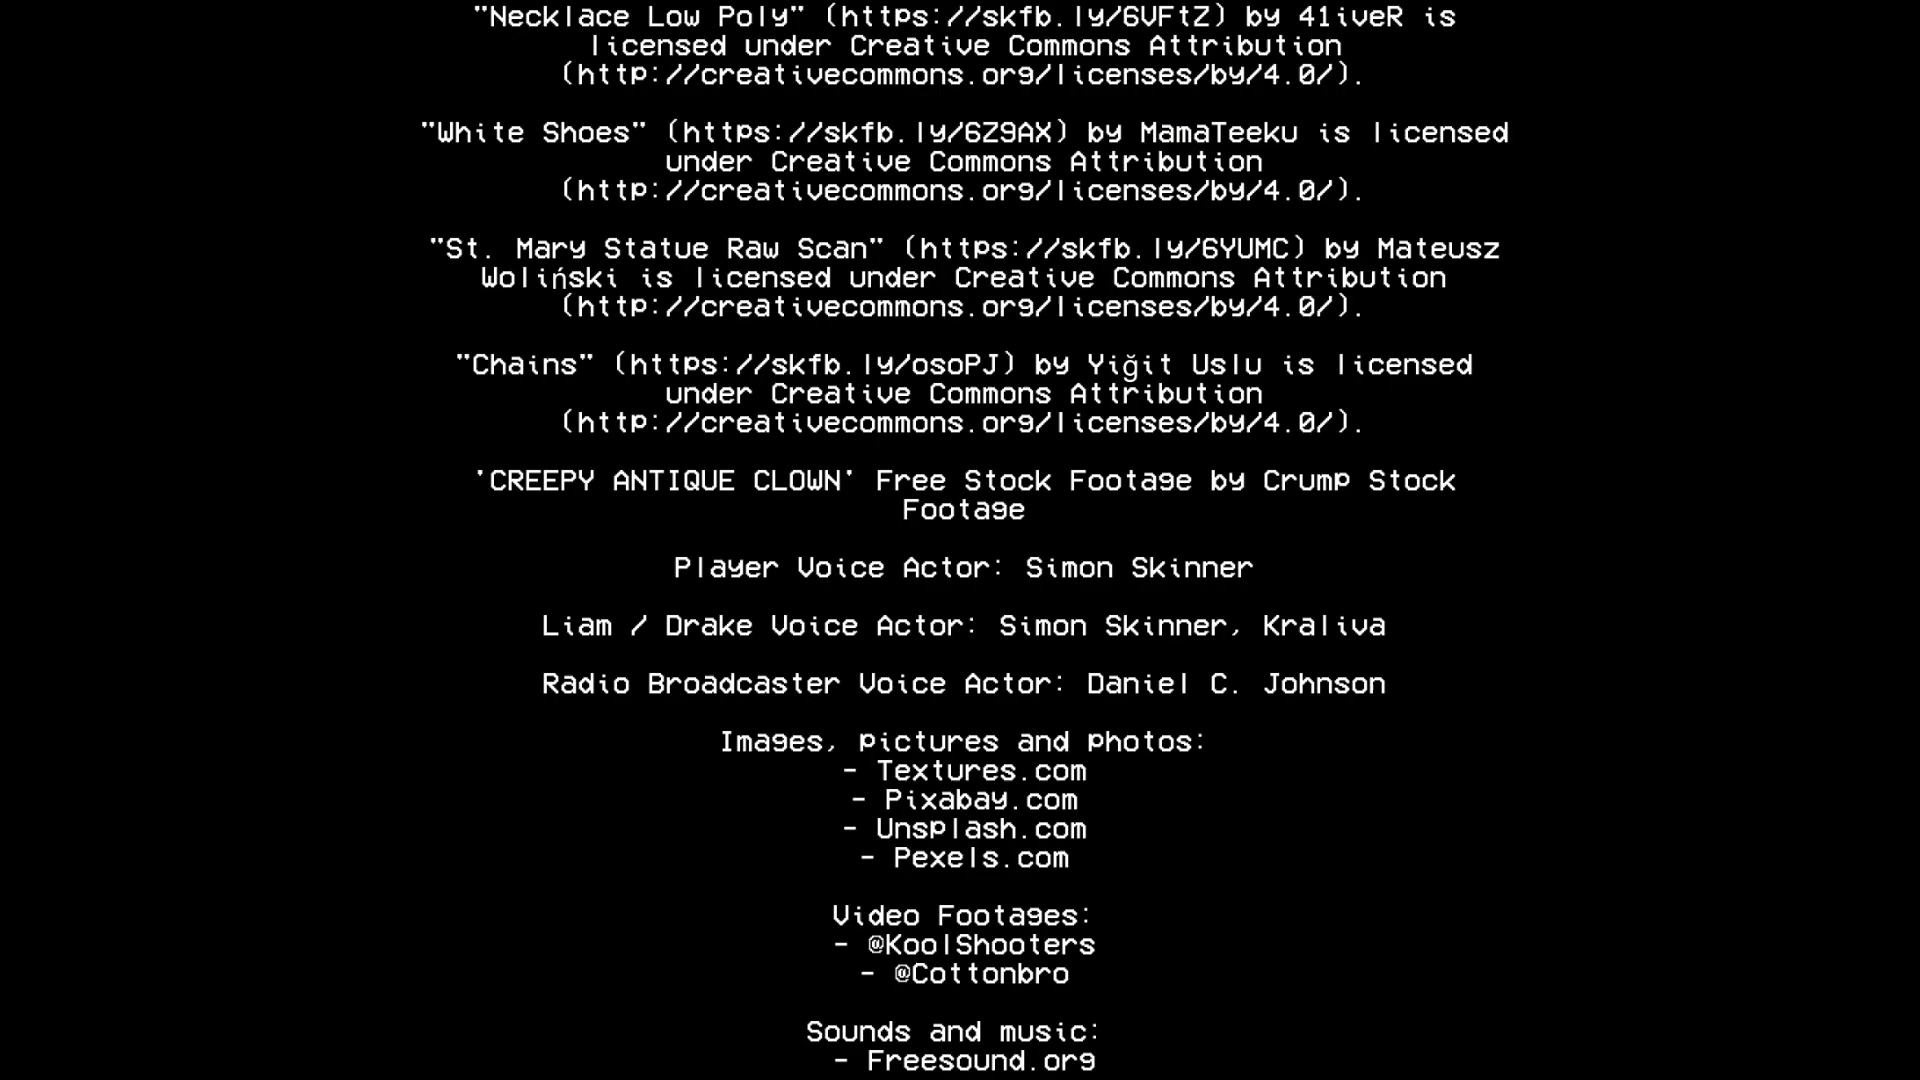 "Necklace Low Poly" (https://skfb.ly/6VFtZ) by 41iveR is
licensed under Creative Commons Attribution
(http://creativecommons.org/licenses/by/4.0/).
"White Shoes" (https://skfb.ly/6Z9AX) by MamaTeeku is licensed
under Creative Commons Attribution
(http://creativecommons.org/licenses/by/4.0/).
"St. Mary Statue Raw Scan" (https://skfb.ly/6YUMC) by Mateusz
Woliński is licensed under Creative Commons Attribution
(http://creativecommons.org/licenses/by/4.0/).
"Chains" (https://skfb.ly/osoPJ) by Yiğit Uslu is licensed
under Creative Commons Attribution
(http://creativecommons.org/licenses/by/4.0/).
'CREEPY ANTIQUE CLOWN' Free Stock Footage by Crump Stock
Footage
Player Voice Actor: Simon Skinner
Liam / Drake Voice Actor: Simon Skinner, Kraliva
Radio Broadcaster Voice Actor: Daniel C. Johnson
Images, pictures and photos:
- Textures.com
- Pixabay.com
- Unsplash.com
- Pexels.com
Video Footages:
- @KoolShooters
- @Cottonbro
Sounds and music:
- Freesound.org